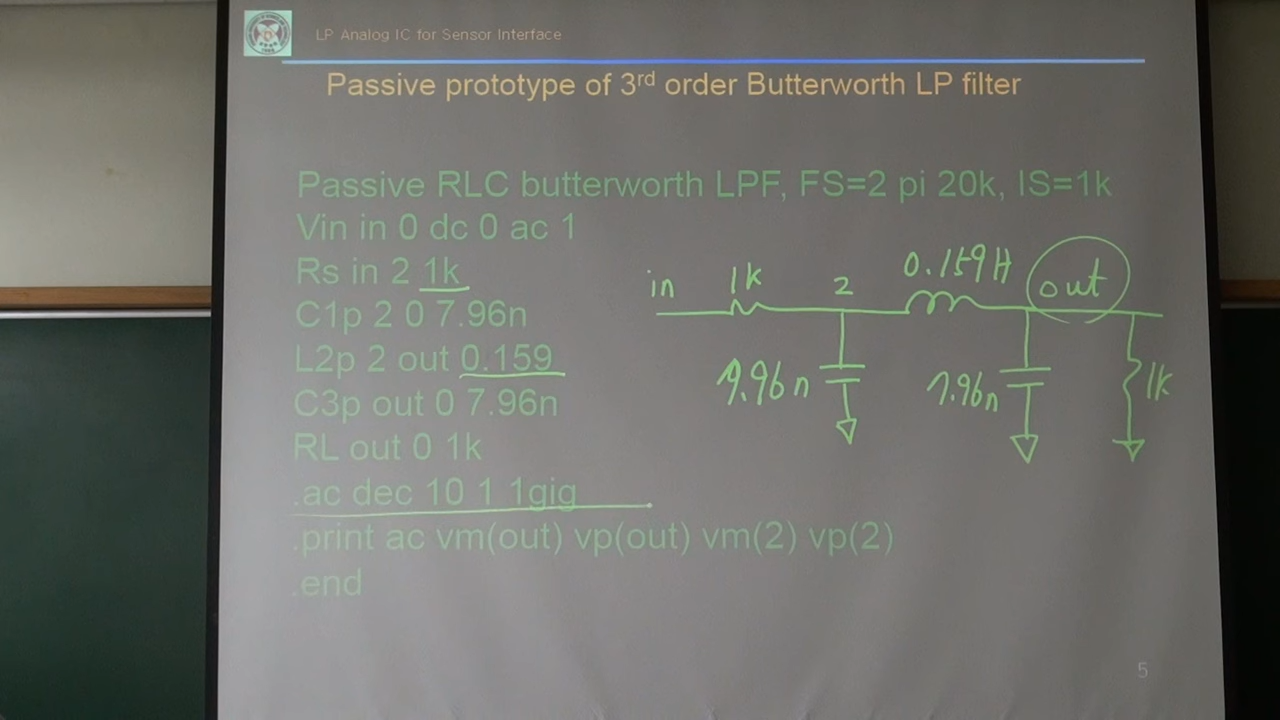 LP Analog IC for Sensor Interface
Passive prototype of 3rd order Butterworth LP filter
Passive RLC butterworth LPF, FS=2 pi 20k, IS=1k
Vin in 0 dc 0 ac 1
Rs in 2 1k
C1p 2 0 7.96n
L2p 2 out 0.159
C3p out 0 7.96n
RL out 0 1k
.ac dec 10 1 1gig
.print ac vm(out) vp(out) vm(2) vp(2)
.end
in 1k 2 0.159H out
7.96n 7.96n 1k
5